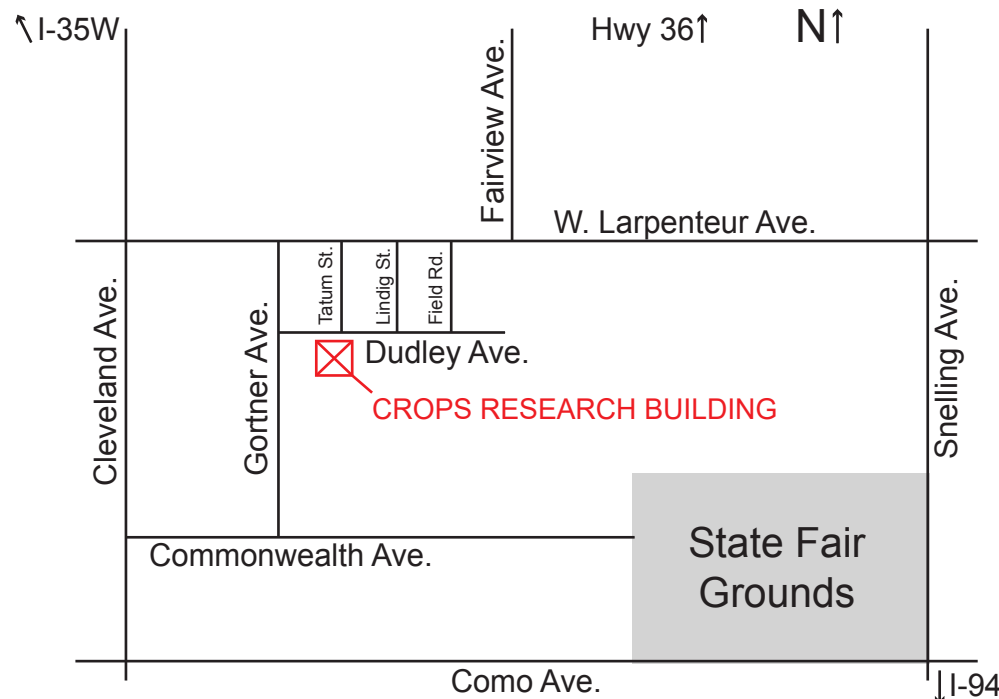 I-35W
Hwy 36
N
Fairview Ave.
W. Larpenteur Ave.
Cleveland Ave.
Gortner Ave.
Tatum St.
Lindig St.
Field Rd.
Snelling Ave.
Dudley Ave.
CROPS RESEARCH BUILDING
Commonwealth Ave.
State Fair
Grounds
Como Ave.
I-94